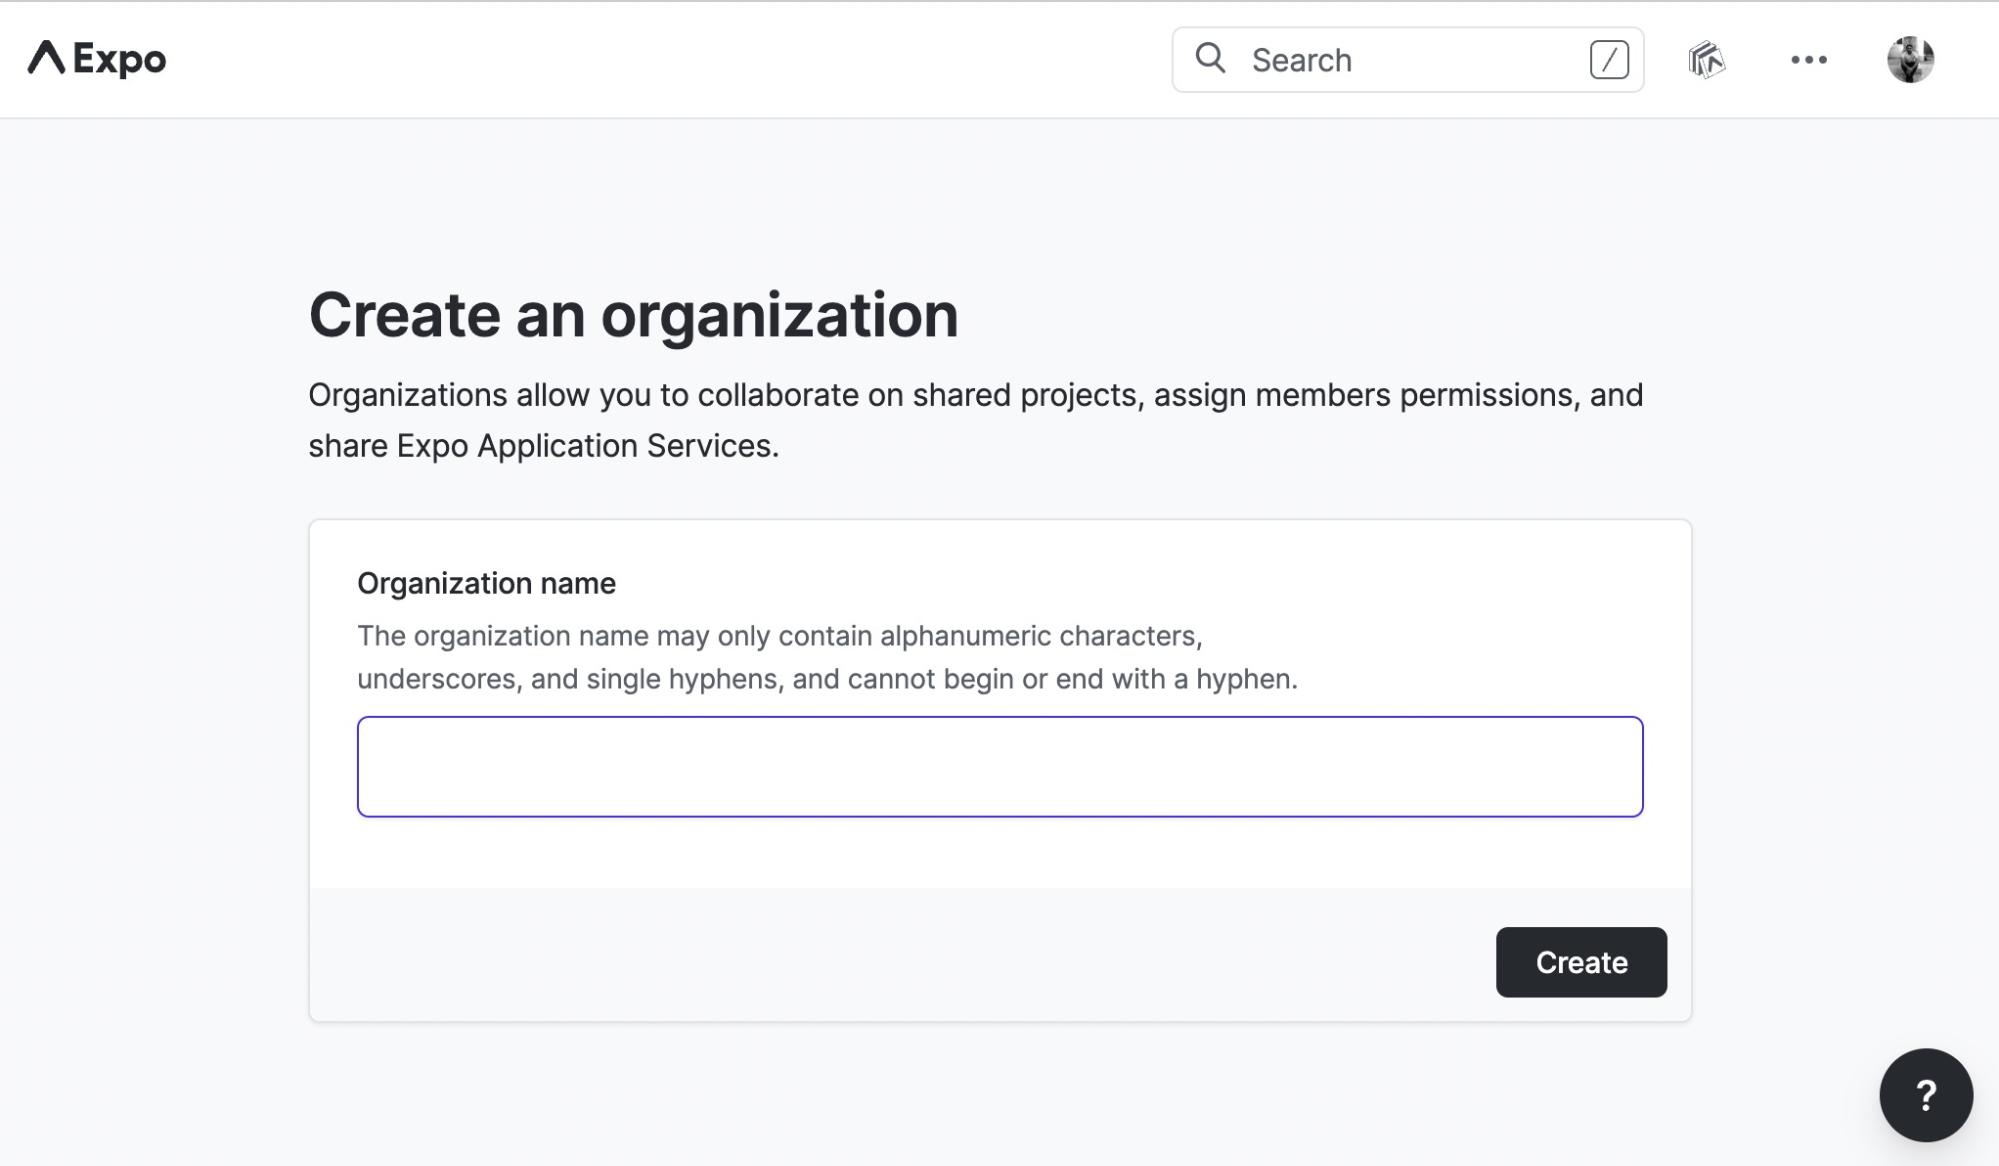 Expo
Search
/
Create an organization
Organizations allow you to collaborate on shared projects, assign members permissions, and
share Expo Application Services.
Organization name
The organization name may only contain alphanumeric characters,
underscores, and single hyphens, and cannot begin or end with a hyphen.
Create
?